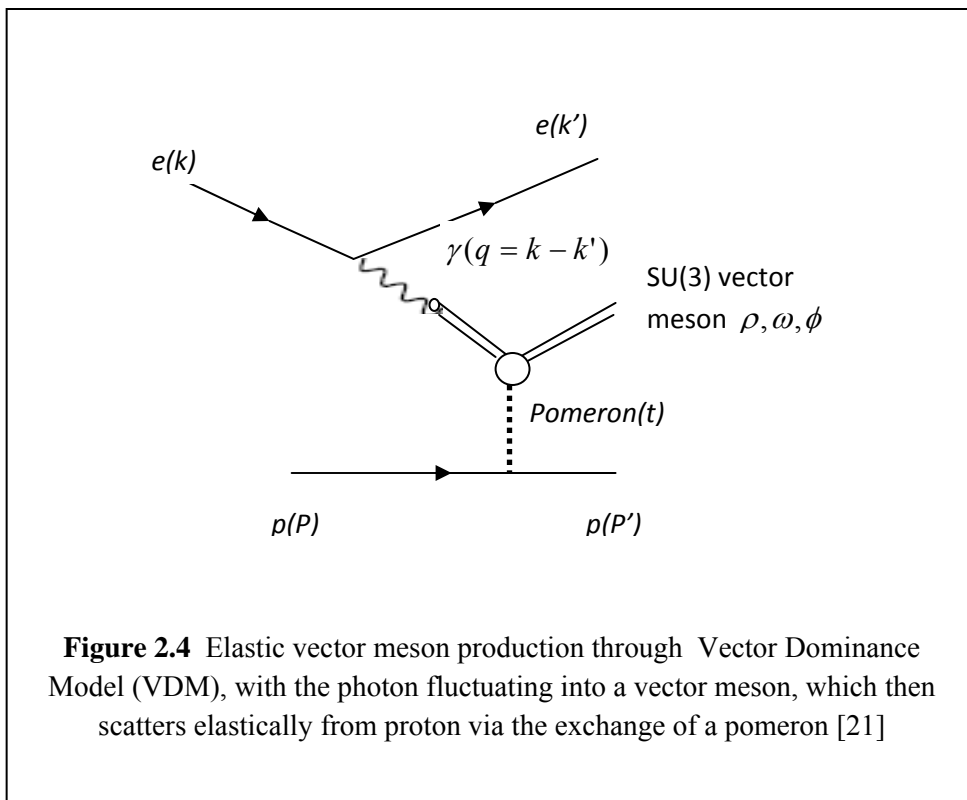 e(k’)
e(k)
γ(q = k − k')
SU(3) vector
meson ρ,ω,ϕ
Pomeron(t)
p(P)
p(P’)
Figure 2.4 Elastic vector meson production through Vector Dominance
Model (VDM), with the photon fluctuating into a vector meson, which then
scatters elastically from proton via the exchange of a pomeron [21]